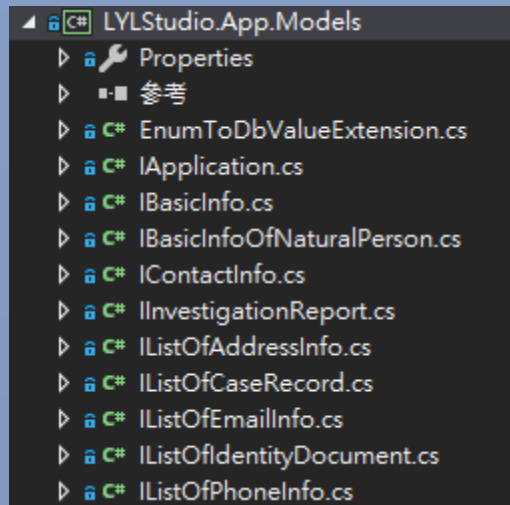 C# LYLStudio.App.Models
Properties
參考
C# EnumToDbValueExtension.cs
C# IApplication.cs
C# IBasicInfo.cs
C# IBasicInfoOfNaturalPerson.cs
C# IContactInfo.cs
C# IInvestigationReport.cs
C# IListOfAddressInfo.cs
C# IListOfCaseRecord.cs
C# IListOfEmailInfo.cs
C# IListOfIdentityDocument.cs
C# IListOfPhoneInfo.cs